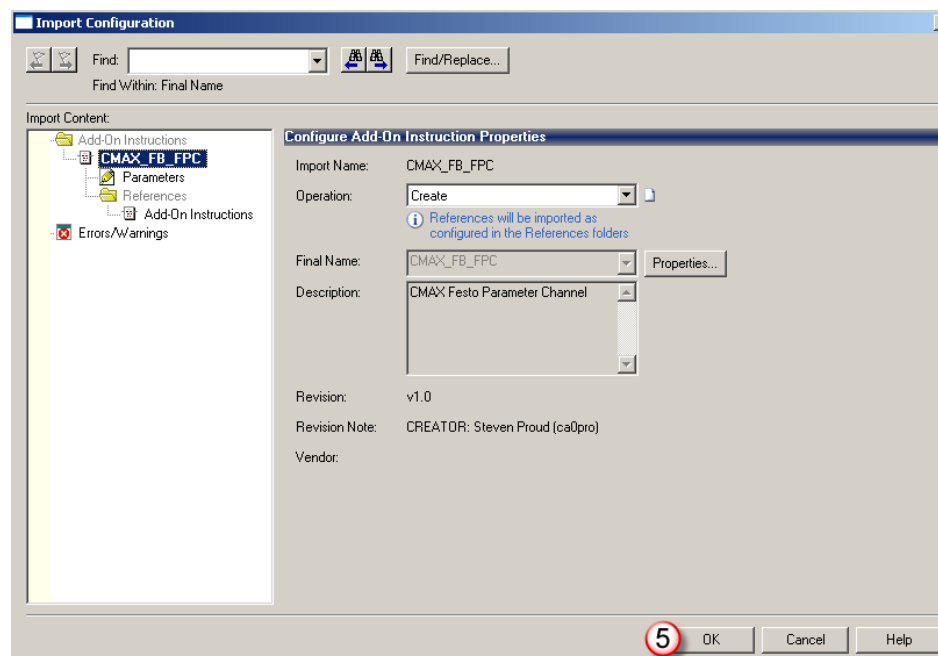 Import Configuration
Find:
Find/Replace...
Find Within: Final Name
Import Content:
Add-On Instructions
CMAX_FB_FPC
Parameters
References
Add-On Instructions
Errors/Warnings
Configure Add-On Instruction Properties
Import Name: CMAX_FB_FPC
Operation: Create
References will be imported as
configured in the References folders
Final Name: CMAX_FB_FPC Properties...
Description: CMAX Festo Parameter Channel
Revision: v1.0
Revision Note: CREATOR: Steven Proud (ca0pro)
Vendor:
5 OK Cancel Help